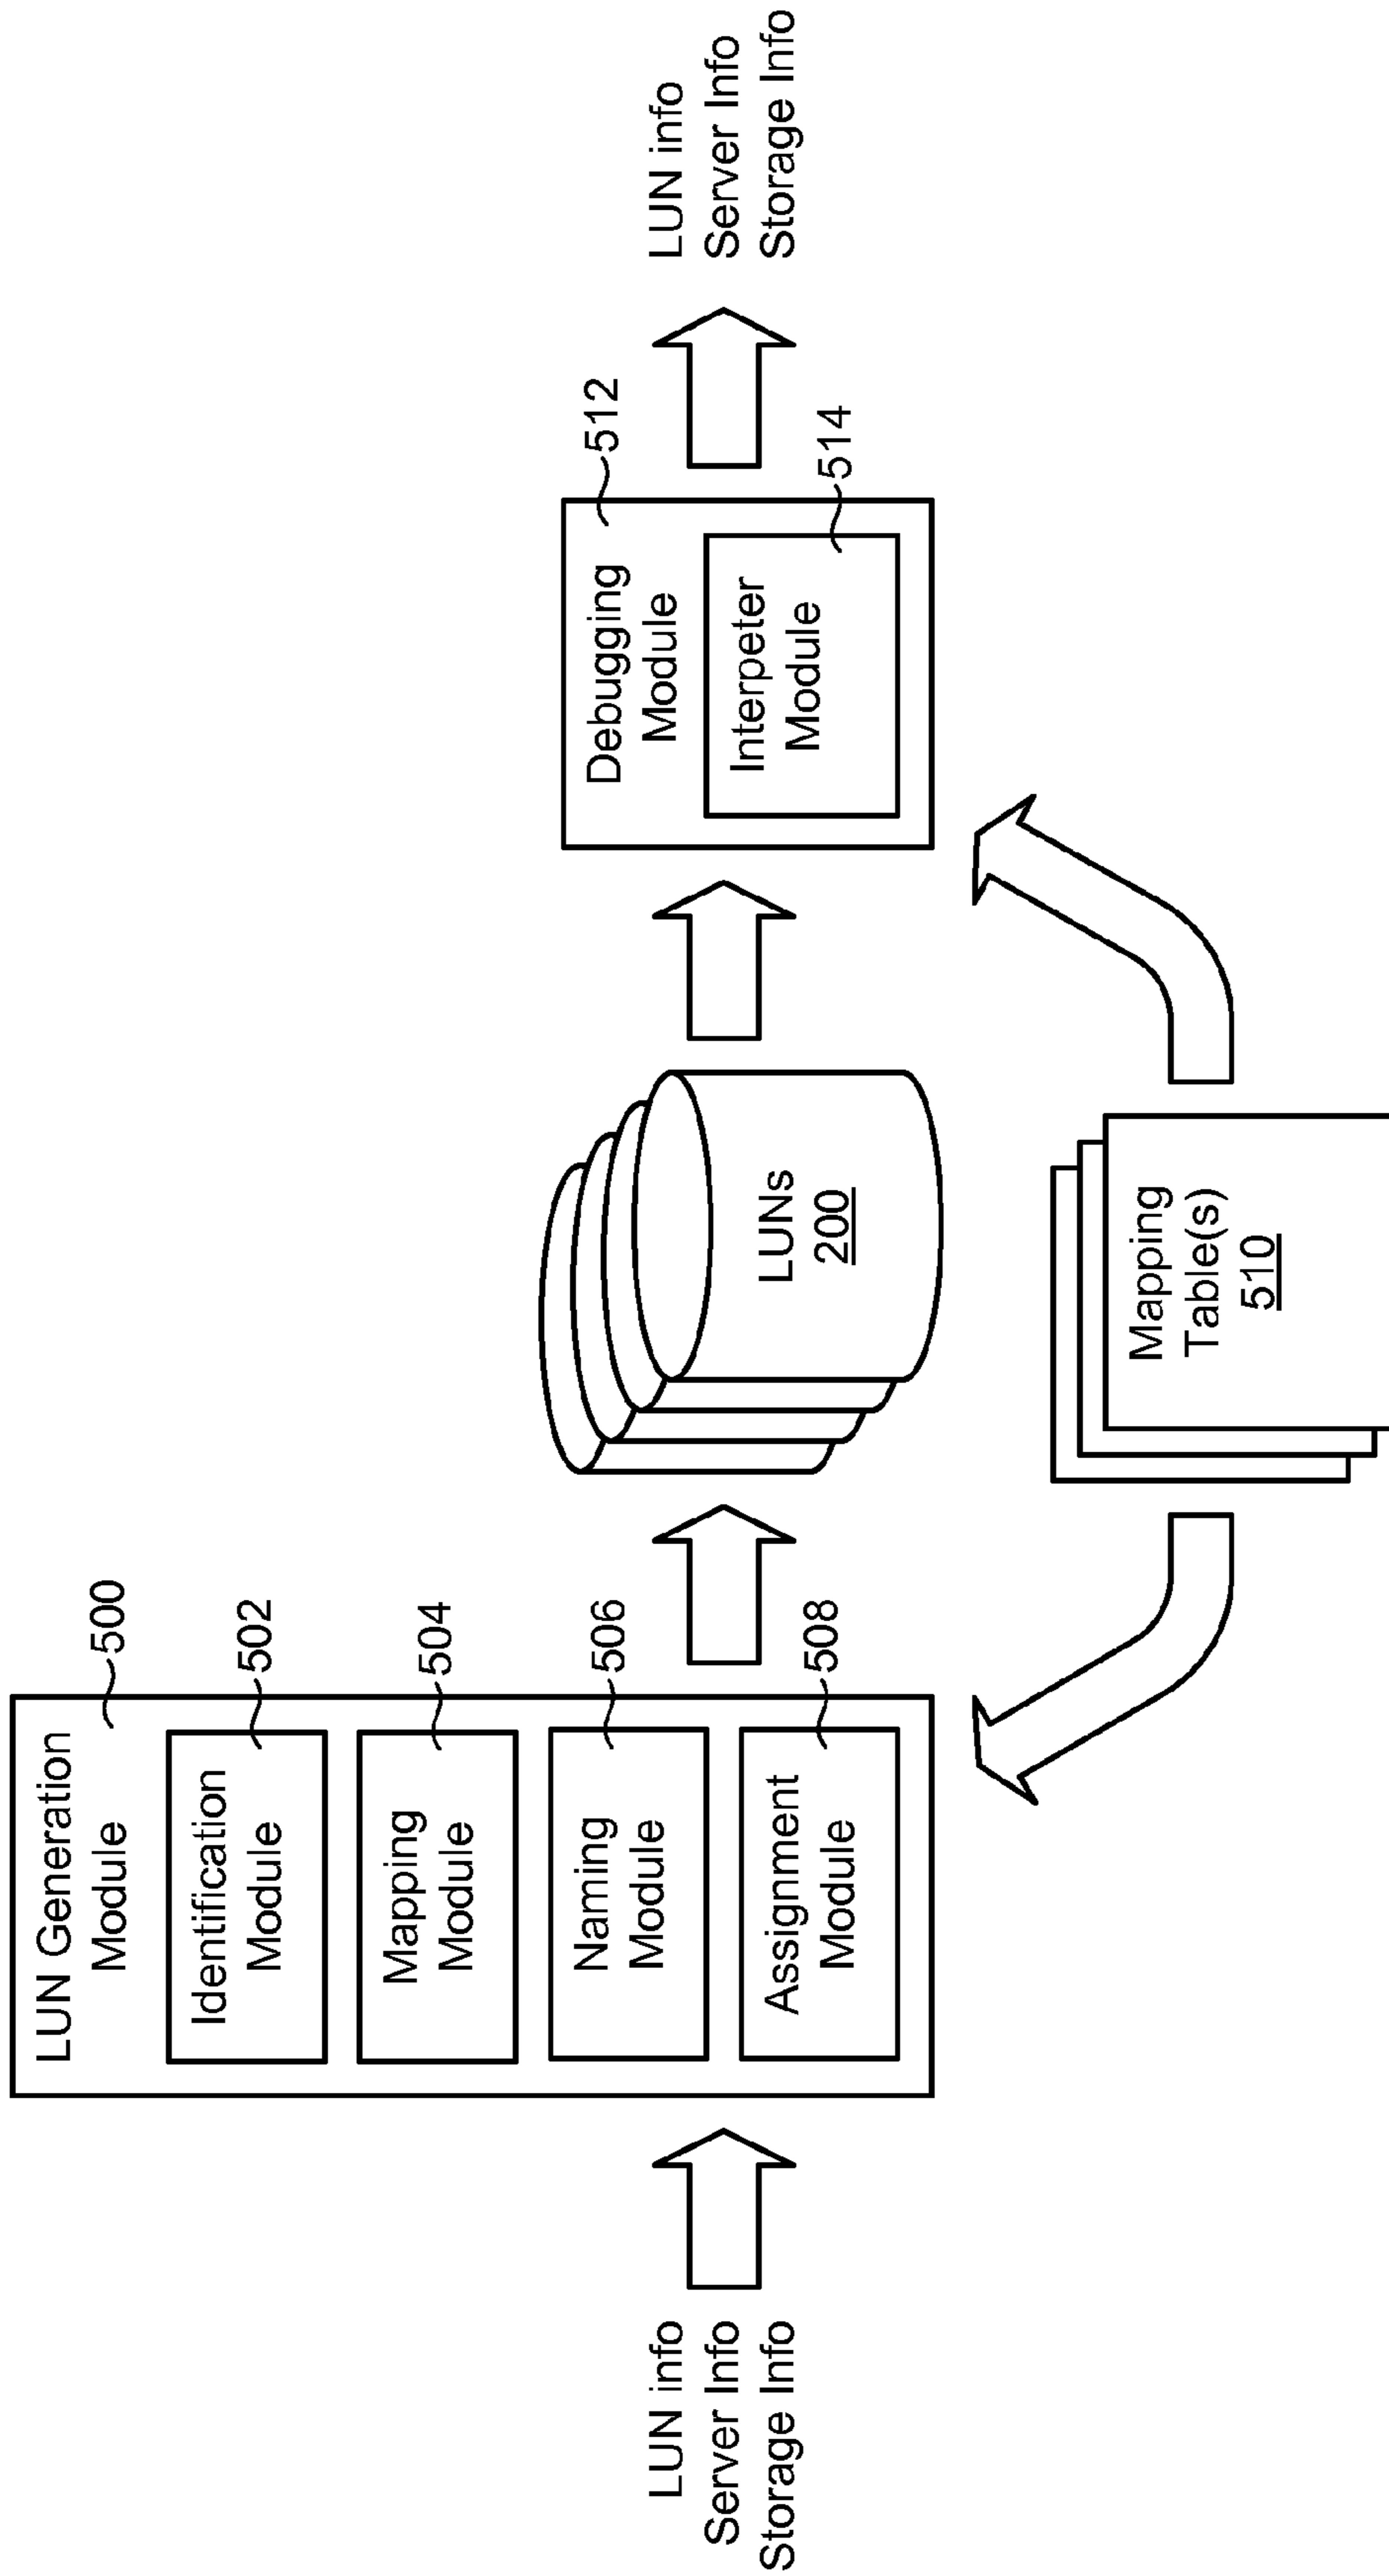 LUN info
Server Info
Storage Info
LUN Generation
Module
500
Identification
Module
502
Mapping
Module
504
Naming
Module
506
Assignment
Module
508
LUNs
200
Mapping
Table(s)
510
Debugging
Module
512
Interpeter
Module
514
LUN info
Server Info
Storage Info